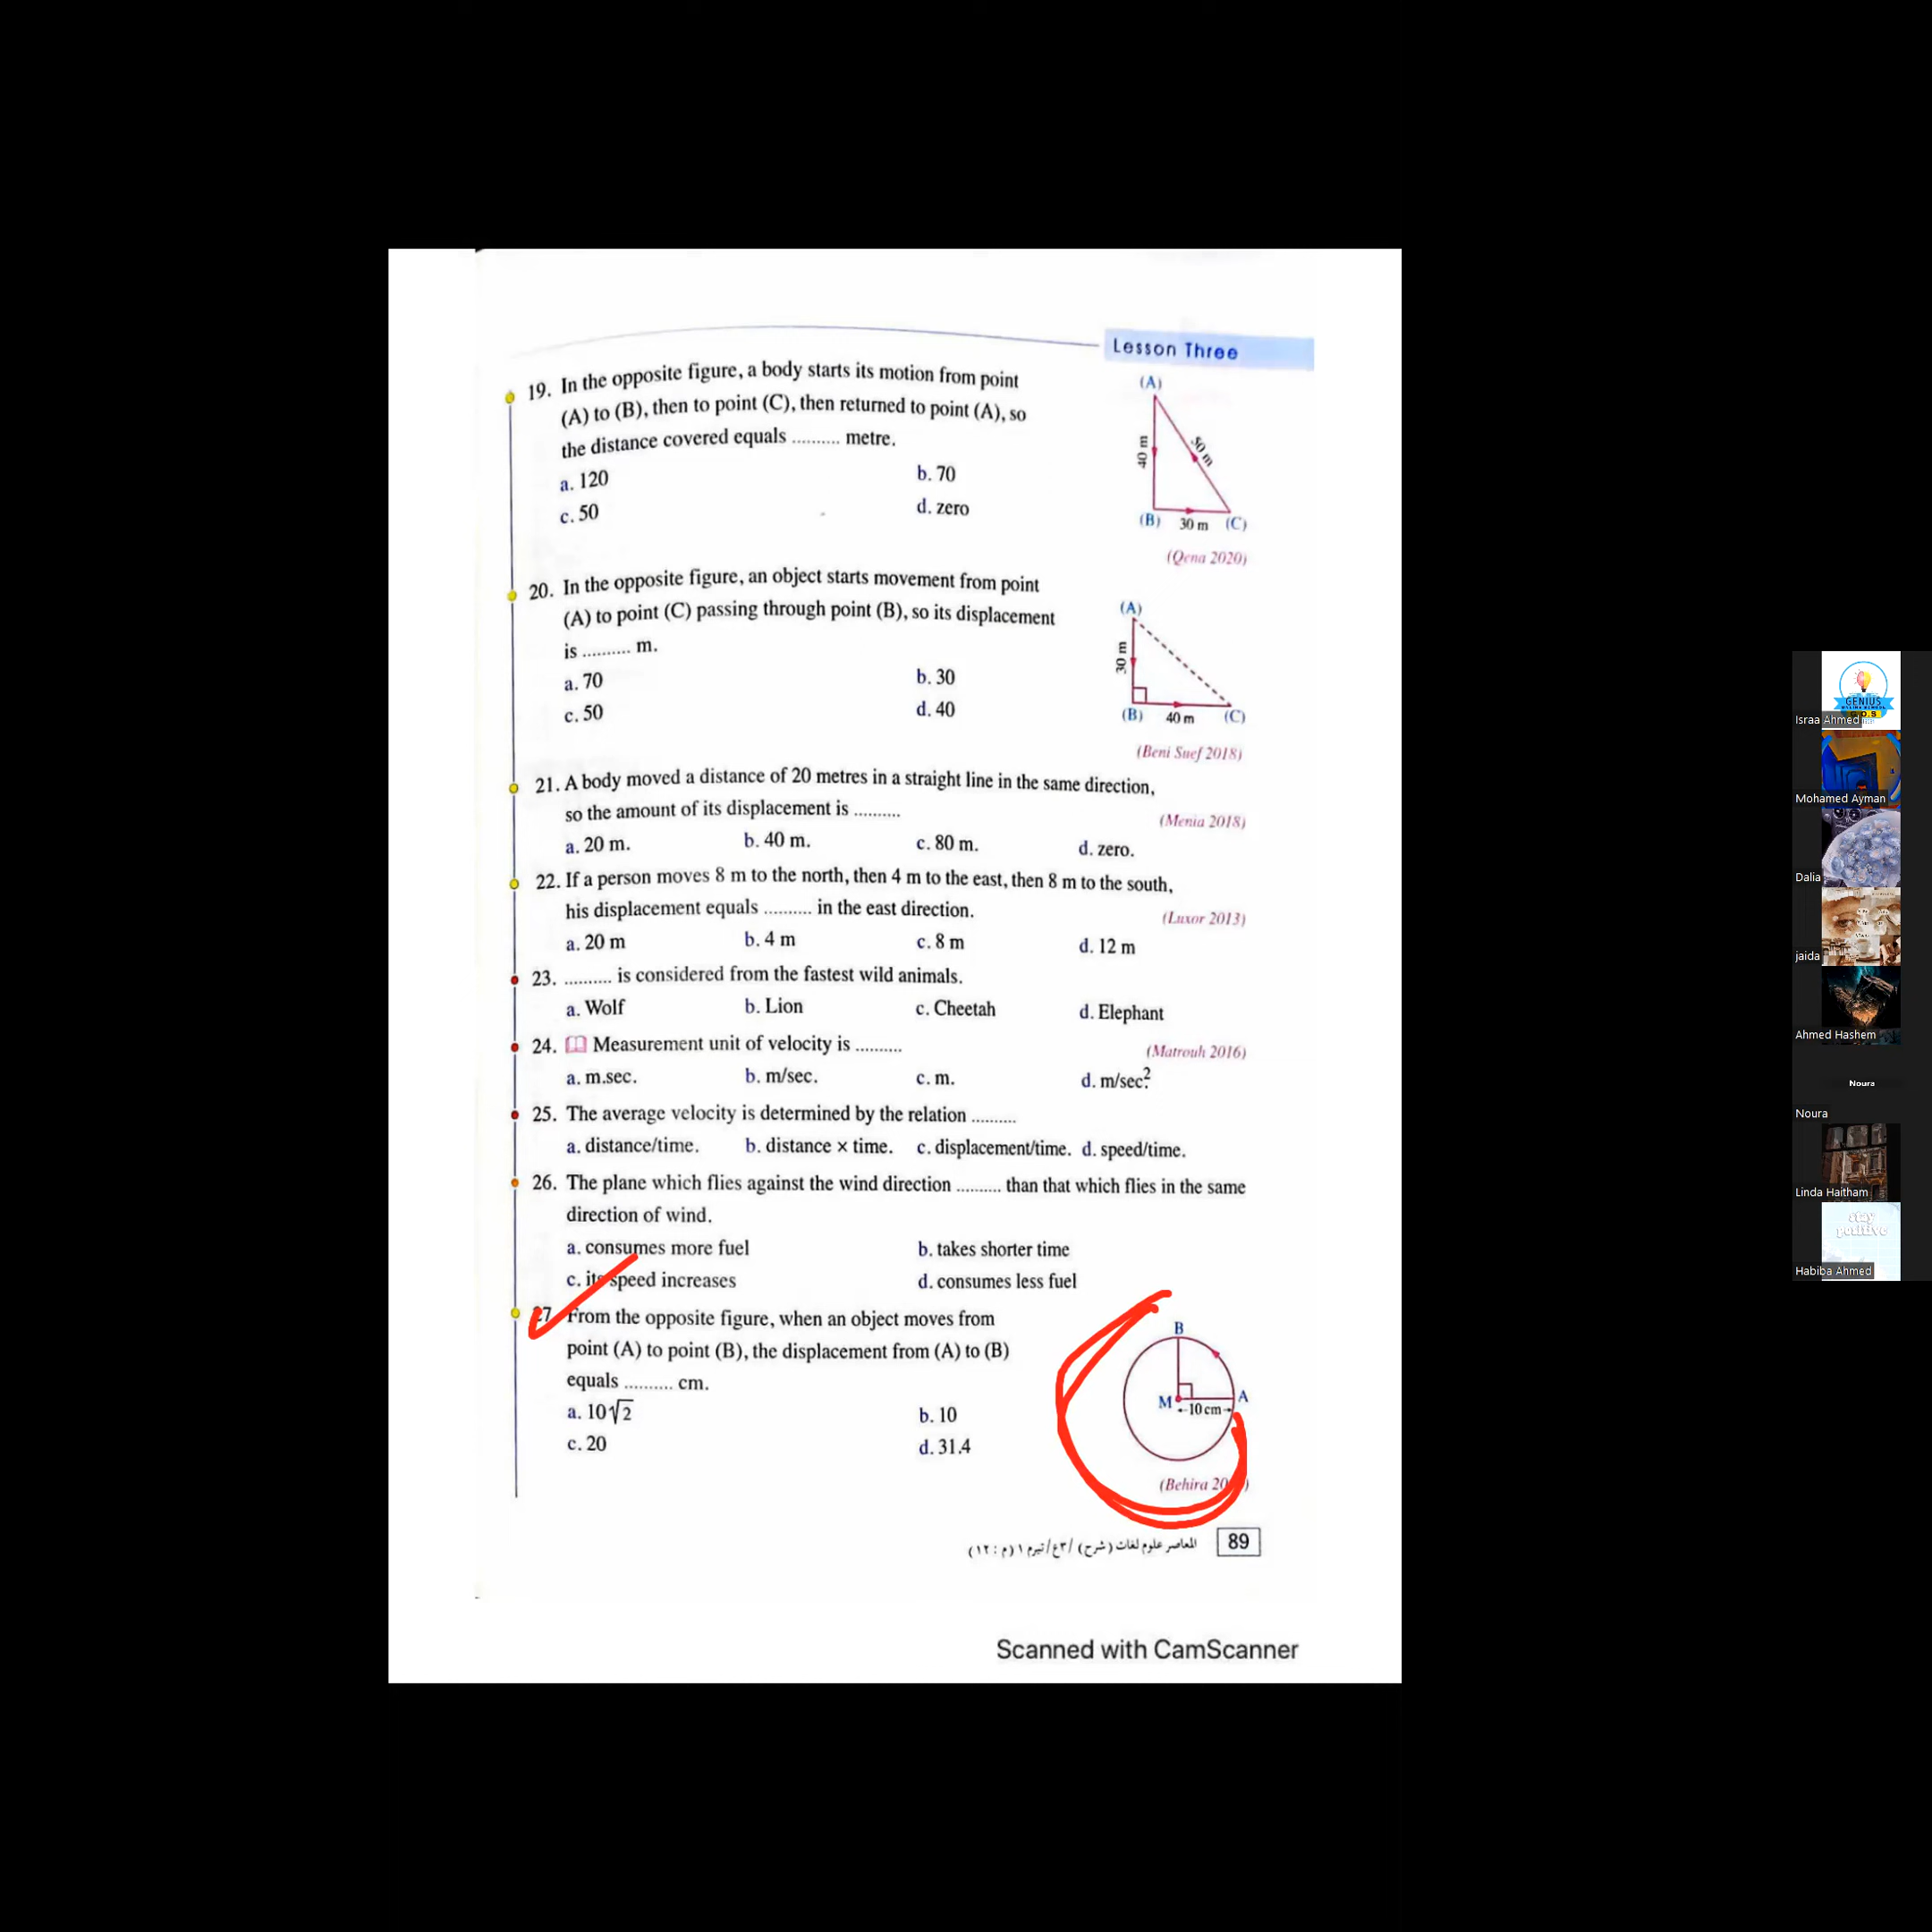 Lesson Three
19. In the opposite figure, a body starts its motion from point
(A) to (B), then to point (C), then returned to point (A), so
the distance covered equals .......... metre.
a. 120 b. 70
c. 50 d. zero
(A)
40 m
50 m
(B) 30 m (C)
(Qena 2020)
20. In the opposite figure, an object starts movement from point
(A) to point (C) passing through point (B), so its displacement
is .......... m.
a. 70 b. 30
c. 50 d. 40
(A)
30 m
(B) 40 m (C)
(Beni Suef 2018)
21. A body moved a distance of 20 metres in a straight line in the same direction,
so the amount of its displacement is .......... (Menia 2018)
a. 20 m. b. 40 m. c. 80 m. d. zero.
22. If a person moves 8 m to the north, then 4 m to the east, then 8 m to the south,
his displacement equals .......... in the east direction. (Luxor 2013)
a. 20 m b. 4 m c. 8 m d. 12 m
23. .......... is considered from the fastest wild animals.
a. Wolf b. Lion c. Cheetah d. Elephant
24. Measurement unit of velocity is .......... (Matrouh 2016)
a. m.sec. b. m/sec. c. m. d. m/sec².
25. The average velocity is determined by the relation ..........
a. distance/time. b. distance × time. c. displacement/time. d. speed/time.
26. The plane which flies against the wind direction .......... than that which flies in the same
direction of wind.
a. consumes more fuel b. takes shorter time
c. its speed increases d. consumes less fuel
27. From the opposite figure, when an object moves from
point (A) to point (B), the displacement from (A) to (B)
equals .......... cm.
a. 10√2 b. 10
c. 20 d. 31.4
B
M A
10 cm
(Behira 20
المعاصر علوم لغات (شرح) /٣ع/تيرم ١ (م : ١٢) 89
Scanned with CamScanner
GENIUS
Israa Ahmed
Mohamed Ayman
Dalia
jaida
Ahmed Hashem
Noura
Noura
Linda Haitham
stay
positive
Habiba Ahmed